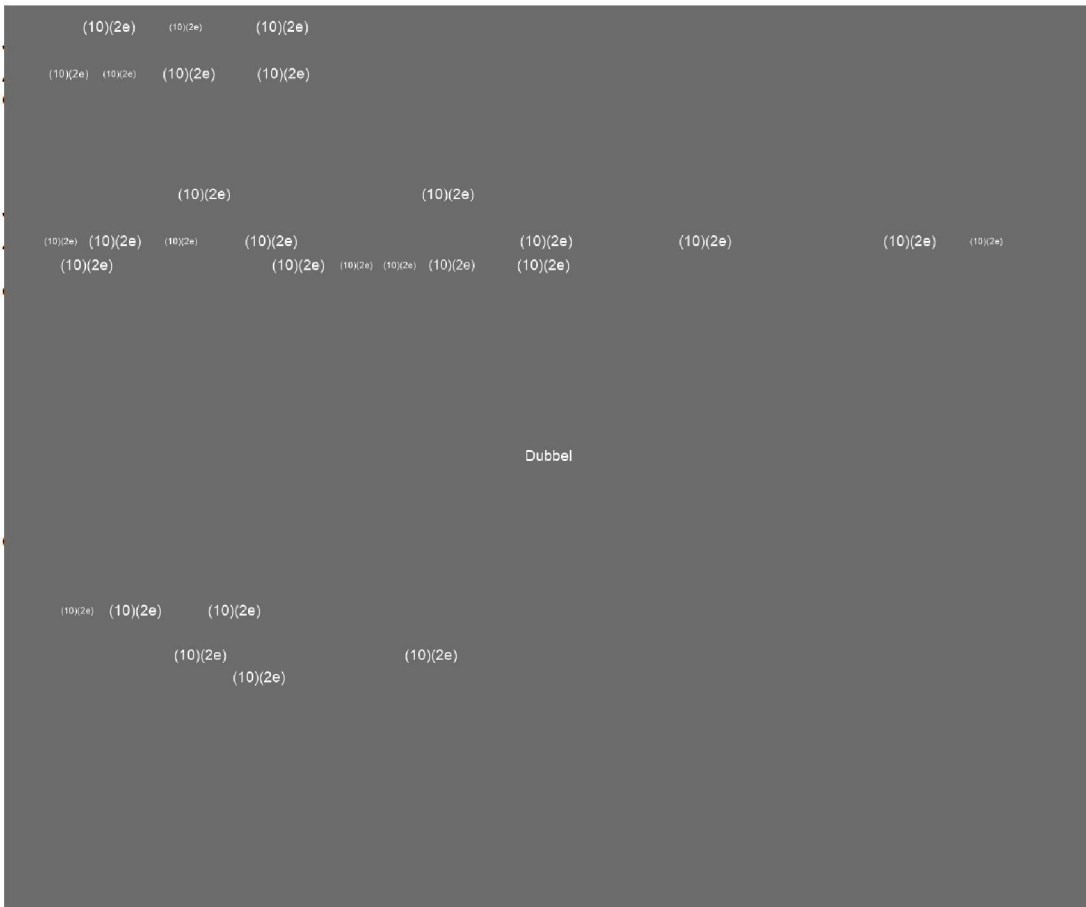 (10)(2e) (10)(2e) (10)(2e)
(10)(2e) (10)(2e) (10)(2e) (10)(2e)
(10)(2e) (10)(2e)
(10)(2e) (10)(2e) (10)(2e) (10)(2e) (10)(2e) (10)(2e) (10)(2e) (10)(2e)
(10)(2e) (10)(2e) (10)(2e) (10)(2e) (10)(2e) (10)(2e)
Dubbel
(10)(2e) (10)(2e) (10)(2e)
(10)(2e) (10)(2e)
(10)(2e)